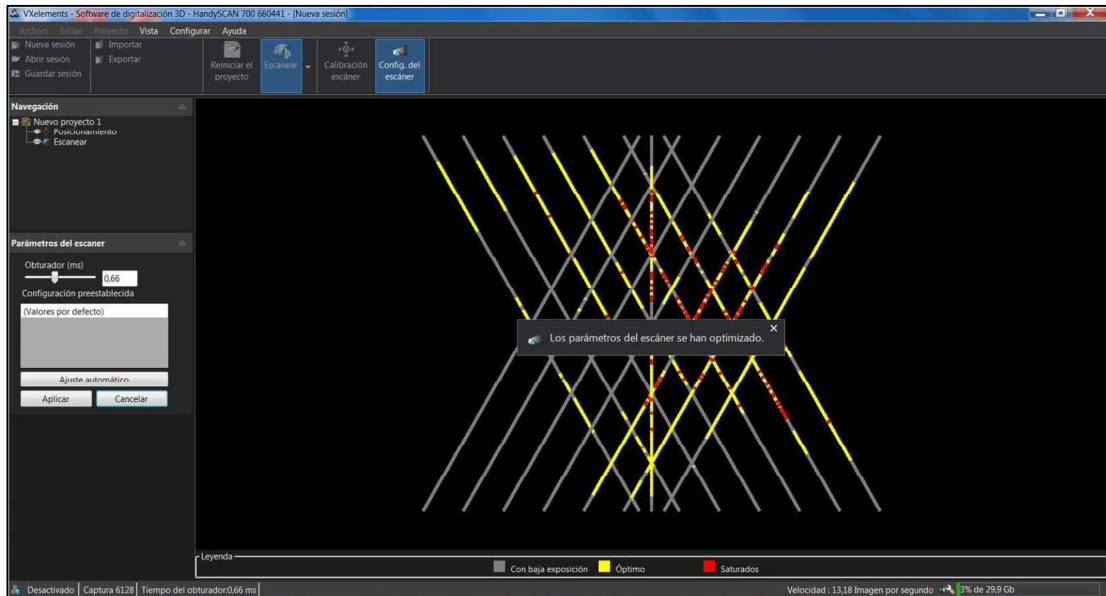 VXelements - Software de digitalización 3D - HandySCAN 700 660441 - [Nueva sesión]
Archivo Editar Proyecto Vista Configurar Ayuda
Nueva sesión
Abrir sesión
Guardar sesión
Importar
Exportar
Reiniciar el
proyecto
Escanear
Calibración
escáner
Config. del
escáner
Navegación
Nuevo proyecto 1
Posicionamiento
Escanear
Parámetros del escaner
Obturador (ms)
0,66
Configuración preestablecida
(Valores por defecto)
Ajuste automático
Aplicar Cancelar
Los parámetros del escáner se han optimizado.
Leyenda
Con baja exposición Óptimo Saturados
Desactivado Captura 6128 Tiempo del obturador:0,66 ms
Velocidad : 13,18 Imagen por segundo 3% de 29,9 Gb